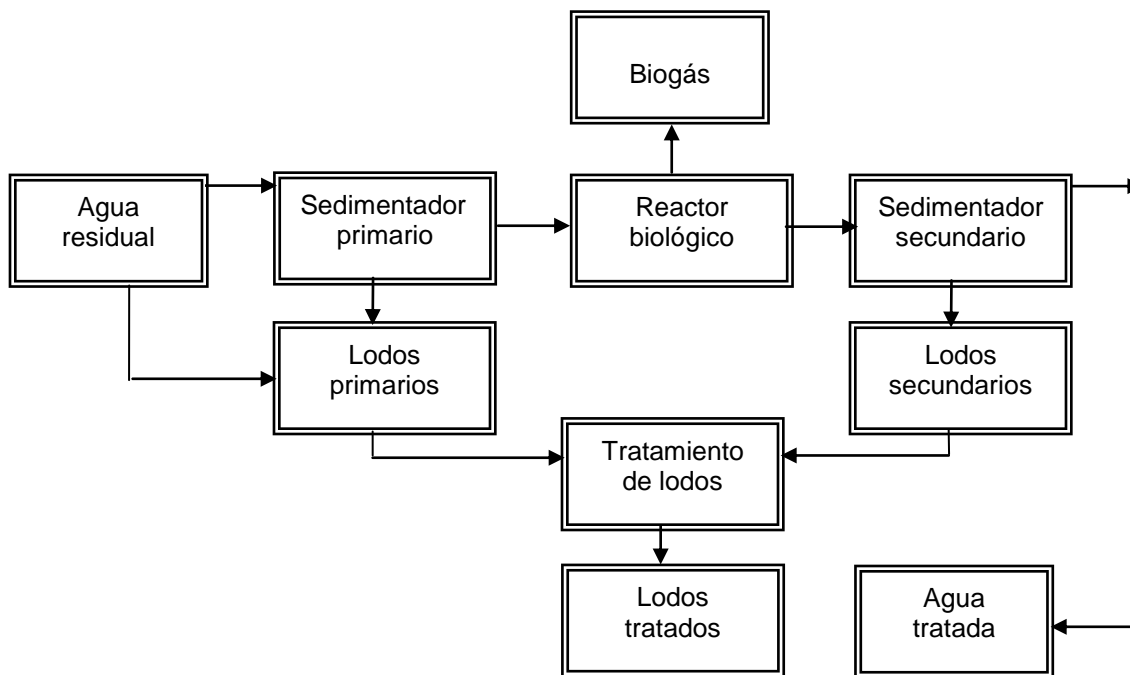 Biogás
Agua
residual
Sedimentador
primario
Reactor
biológico
Sedimentador
secundario
Lodos
primarios
Lodos
secundarios
Tratamiento
de lodos
Lodos
tratados
Agua
tratada